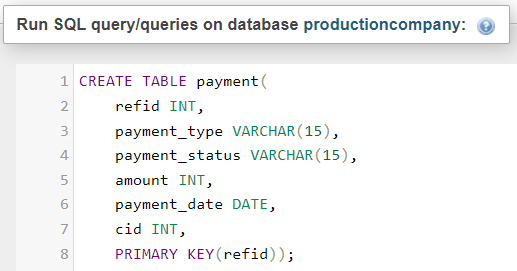 Run SQL query/queries on database productioncompany:
1 CREATE TABLE payment(
2 refid INT,
3 payment_type VARCHAR(15),
4 payment_status VARCHAR(15),
5 amount INT,
6 payment_date DATE,
7 cid INT,
8 PRIMARY KEY(refid));